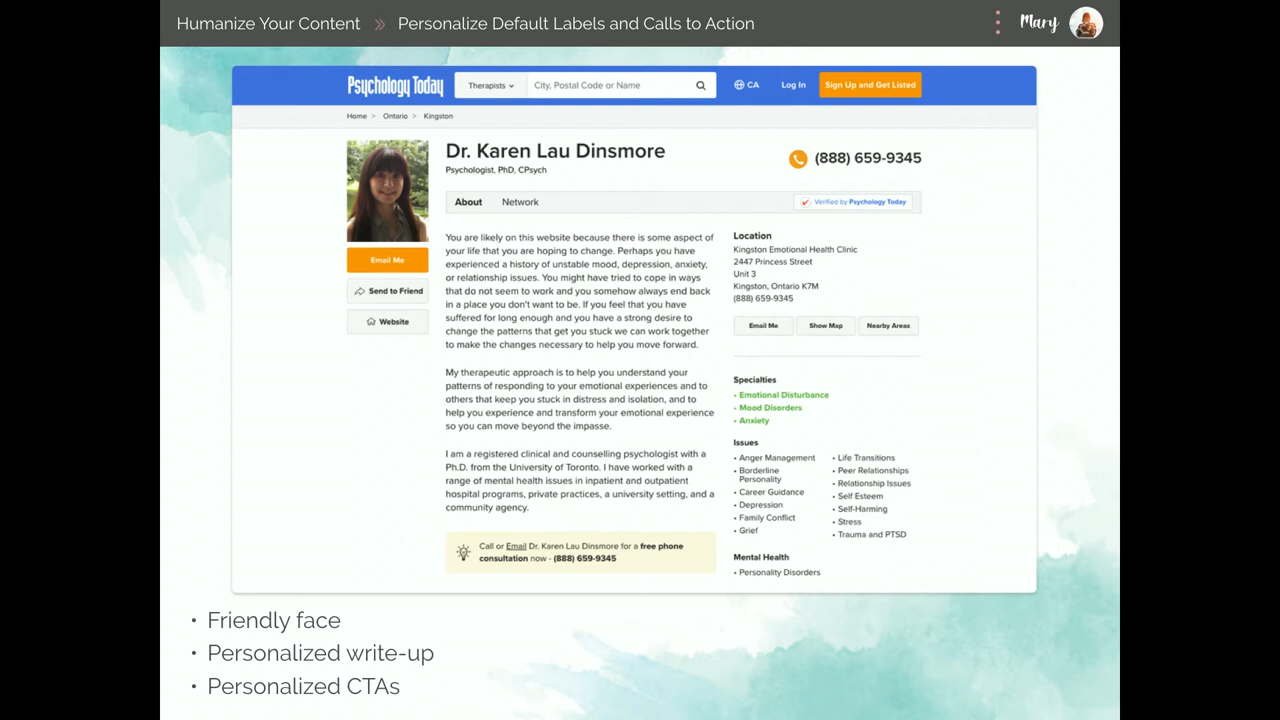 Humanize Your Content » Personalize Default Labels and Calls to Action
Mary
Psychology Today
Therapists
City, Postal Code or Name
CA
Log In
Sign Up and Get Listed
Home > Ontario > Kingston
Dr. Karen Lau Dinsmore
Psychologist, PhD, CPsych
(888) 659-9345
About
Network
Verified by Psychology Today
Email Me
Send to Friend
Website
You are likely on this website because there is some aspect of
your life that you are hoping to change. Perhaps you have
experienced a history of unstable mood, depression, anxiety,
or relationship issues. You might have tried to cope in ways
that do not seem to work and you somehow always end back
in a place you don't want to be. If you feel that you have
suffered for long enough and you have a strong desire to
change the patterns that get you stuck we can work together
to make the changes necessary to help you move forward.
My therapeutic approach is to help you understand your
patterns of responding to your emotional experiences and to
others that keep you stuck in distress and isolation, and to
help you experience and transform your emotional experience
so you can move beyond the impasse.
I am a registered clinical and counselling psychologist with a
Ph.D. from the University of Toronto. I have worked with a
range of mental health issues in inpatient and outpatient
hospital programs, private practices, a university setting, and a
community agency.
Call or Email Dr. Karen Lau Dinsmore for a free phone
consultation now - (888) 659-9345
Location
Kingston Emotional Health Clinic
2447 Princess Street
Unit 3
Kingston, Ontario K7M
(888) 659-9345
Email Me
Show Map
Nearby Areas
Specialties
• Emotional Disturbance
• Mood Disorders
• Anxiety
Issues
• Anger Management
• Borderline
Personality
• Career Guidance
• Depression
• Family Conflict
• Grief
• Life Transitions
• Peer Relationships
• Relationship Issues
• Self Esteem
• Self-Harming
• Stress
• Trauma and PTSD
Mental Health
• Personality Disorders
• Friendly face
• Personalized write-up
• Personalized CTAs